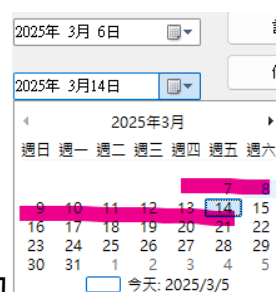 2025年 3月 6日
2025年 3月14日
2025年3月
週日 週一 週二 週三 週四 週五 週六
7 8
9 10 11 12 13 14 15
16 17 18 19 20 21 22
23 24 25 26 27 28 29
30 31 1 2 3 4 5
今天: 2025/3/5